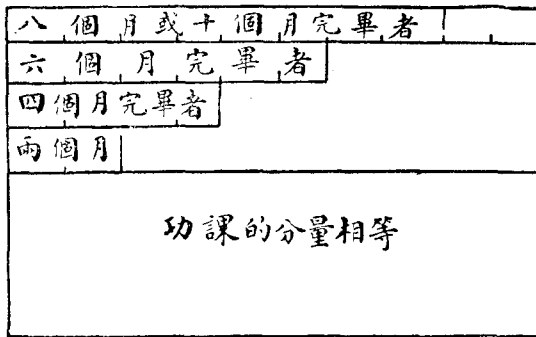 八個月或十個月完畢者
六個月完畢者
四個月完畢者
兩個月
功課的分量相等